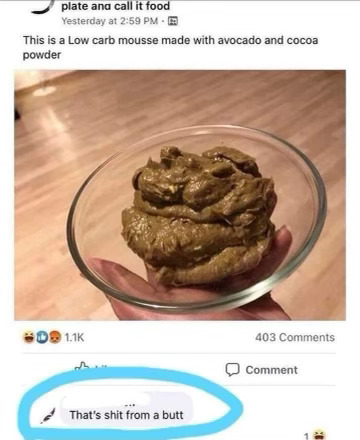 plate and call it food
Yesterday at 2:59 PM ·
This is a Low carb mousse made with avocado and cocoa
powder
1.1K
403 Comments
Comment
That's shit from a butt
1